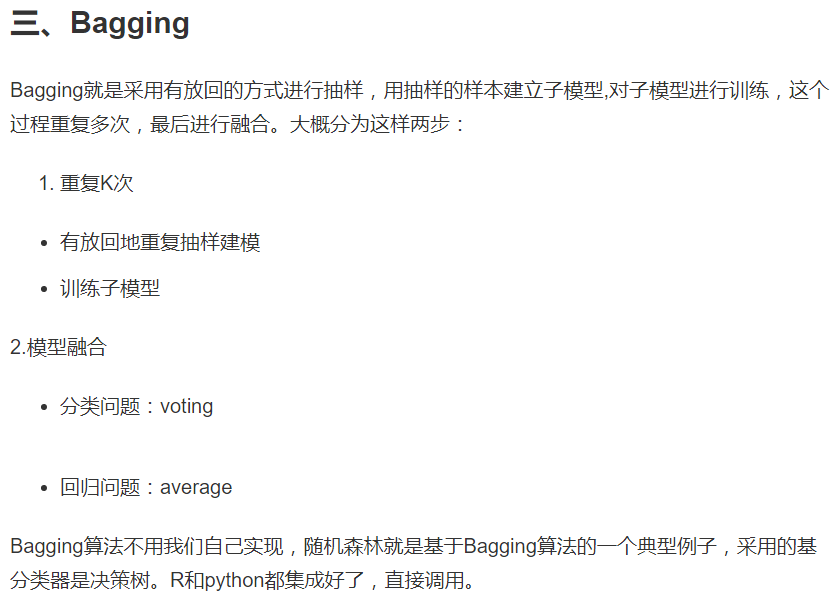 三、Bagging
Bagging就是采用有放回的方式进行抽样，用抽样的样本建立子模型,对子模型进行训练，这个
过程重复多次，最后进行融合。大概分为这样两步：
1. 重复K次
• 有放回地重复抽样建模
• 训练子模型
2.模型融合
• 分类问题：voting
• 回归问题：average
Bagging算法不用我们自己实现，随机森林就是基于Bagging算法的一个典型例子，采用的基
分类器是决策树。R和python都集成好了，直接调用。